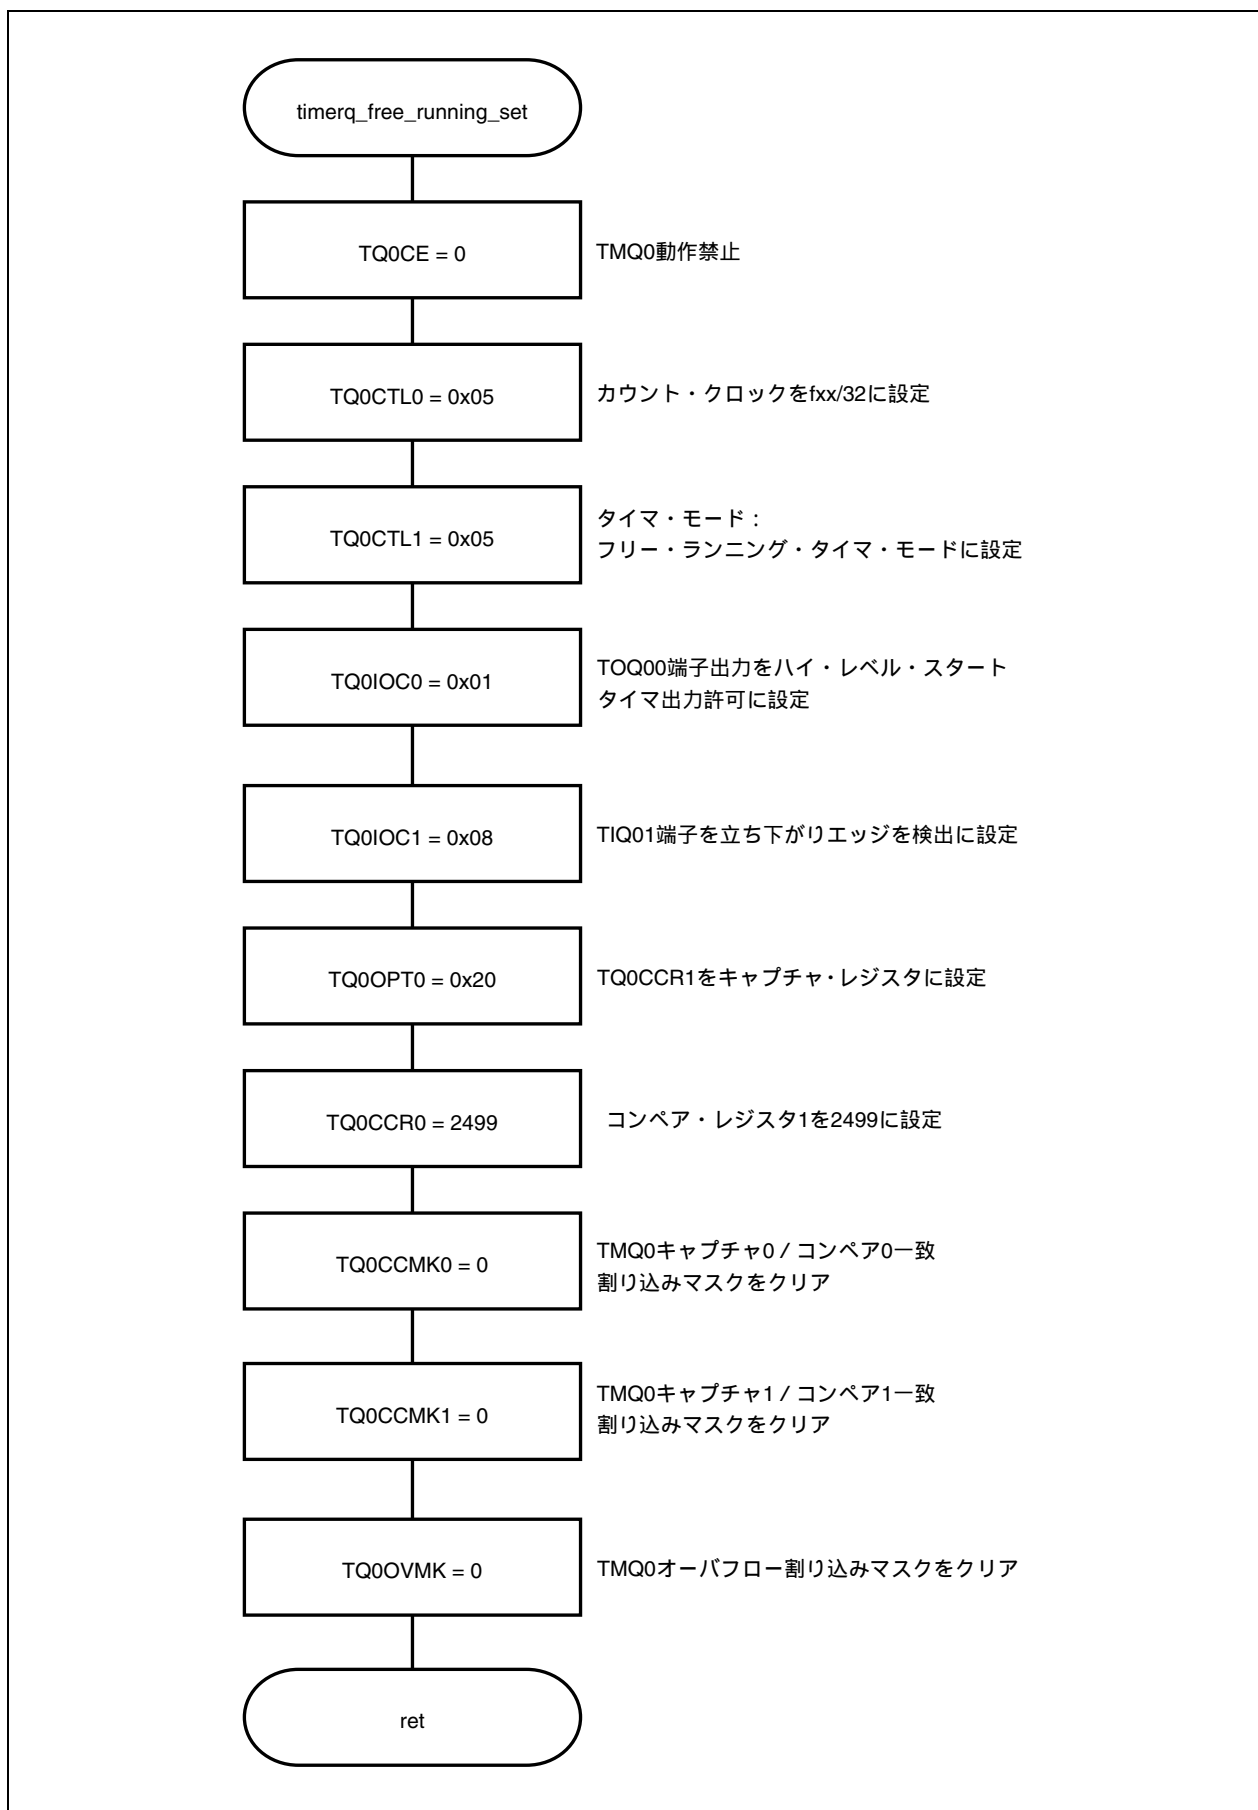 timerq_free_running_set
TQ0CE = 0
TMQ0動作禁止
TQ0CTL0 = 0x05
カウント・クロックをfxx/32に設定
TQ0CTL1 = 0x05
タイマ・モード：
フリー・ランニング・タイマ・モードに設定
TQ0IOC0 = 0x01
TOQ00端子出力をハイ・レベル・スタート
タイマ出力許可に設定
TQ0IOC1 = 0x08
TIQ01端子を立ち下がりエッジを検出に設定
TQ0OPT0 = 0x20
TQ0CCR1をキャプチャ・レジスタに設定
TQ0CCR0 = 2499
コンペア・レジスタ1を2499に設定
TQ0CCMK0 = 0
TMQ0キャプチャ0 / コンペア0一致
割り込みマスクをクリア
TQ0CCMK1 = 0
TMQ0キャプチャ1 / コンペア1一致
割り込みマスクをクリア
TQ0OVMK = 0
TMQ0オーバフロー割り込みマスクをクリア
ret